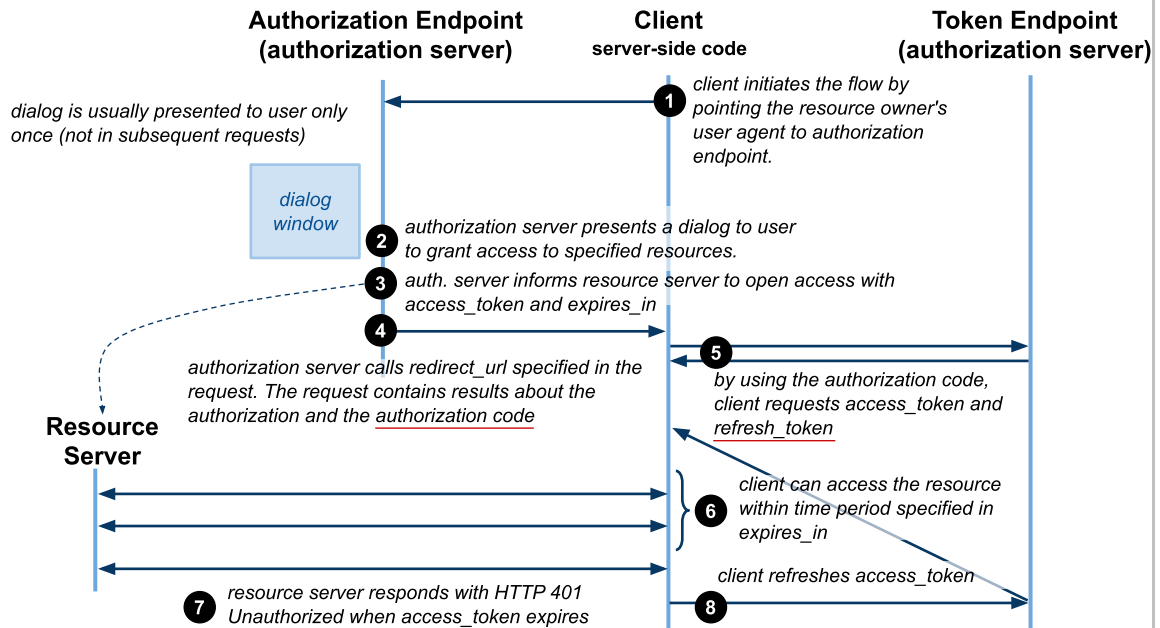 Authorization Endpoint
(authorization server)
Client
server-side code
Token Endpoint
(authorization server)
1
client initiates the flow by
pointing the resource owner's
user agent to authorization
endpoint.
dialog is usually presented to user only
once (not in subsequent requests)
dialog
window
2
authorization server presents a dialog to user
to grant access to specified resources.
3
auth. server informs resource server to open access with
access_token and expires_in
4
authorization server calls redirect_url specified in the
request. The request contains results about the
authorization and the authorization code
5
by using the authorization code,
client requests access_token and
refresh_token
Resource
Server
6
client can access the resource
within time period specified in
expires_in
7
resource server responds with HTTP 401
Unauthorized when access_token expires
client refreshes access_token
8